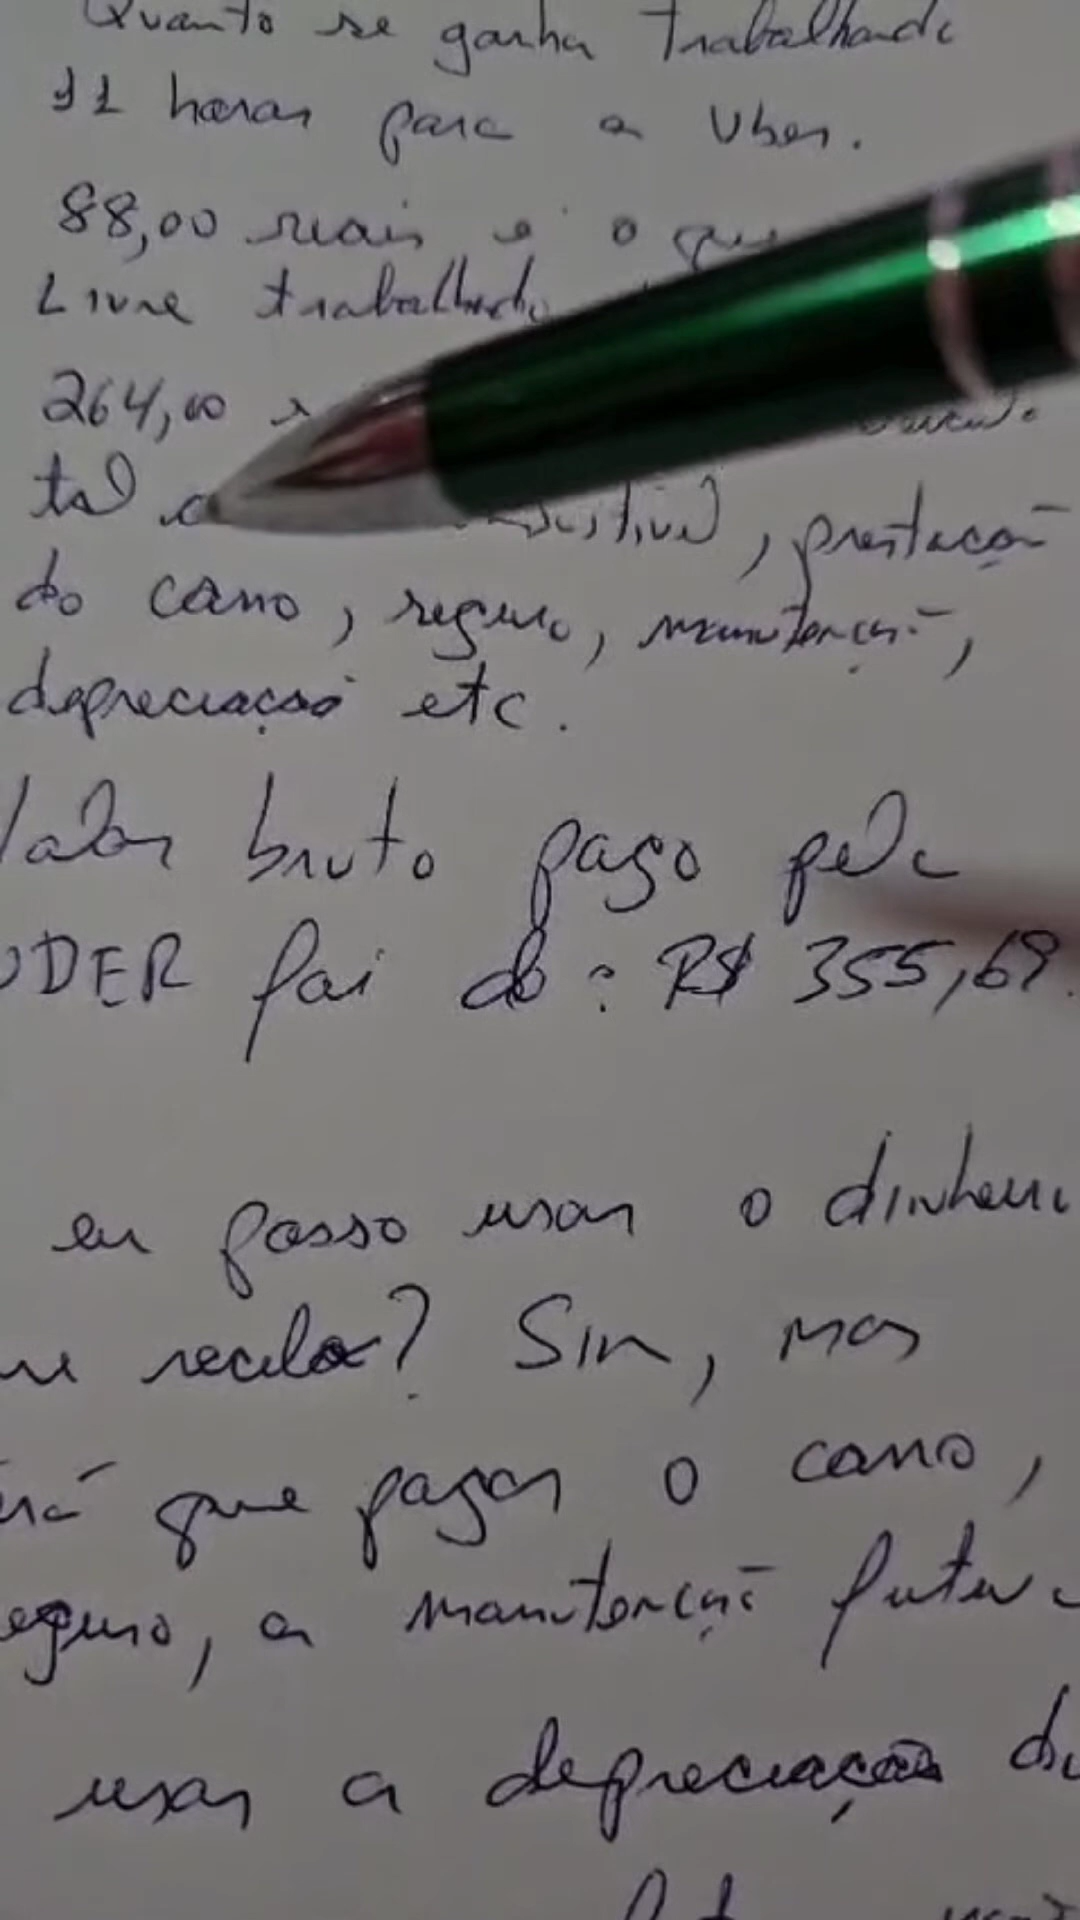 Quanto se ganha trabalhando
11 horas para a Uber.
88,00 reais é o que
Livre trabalhando
264,00
tal
do carro, seguro, manutenção,
prestação
depreciação etc.
Valor bruto pago pela
UBER foi de: R$ 355,69.
eu posso usar o dinheiro
recebo? Sim, mas
que pagar o carro,
seguro, a manutenção futura
usar a depreciação do